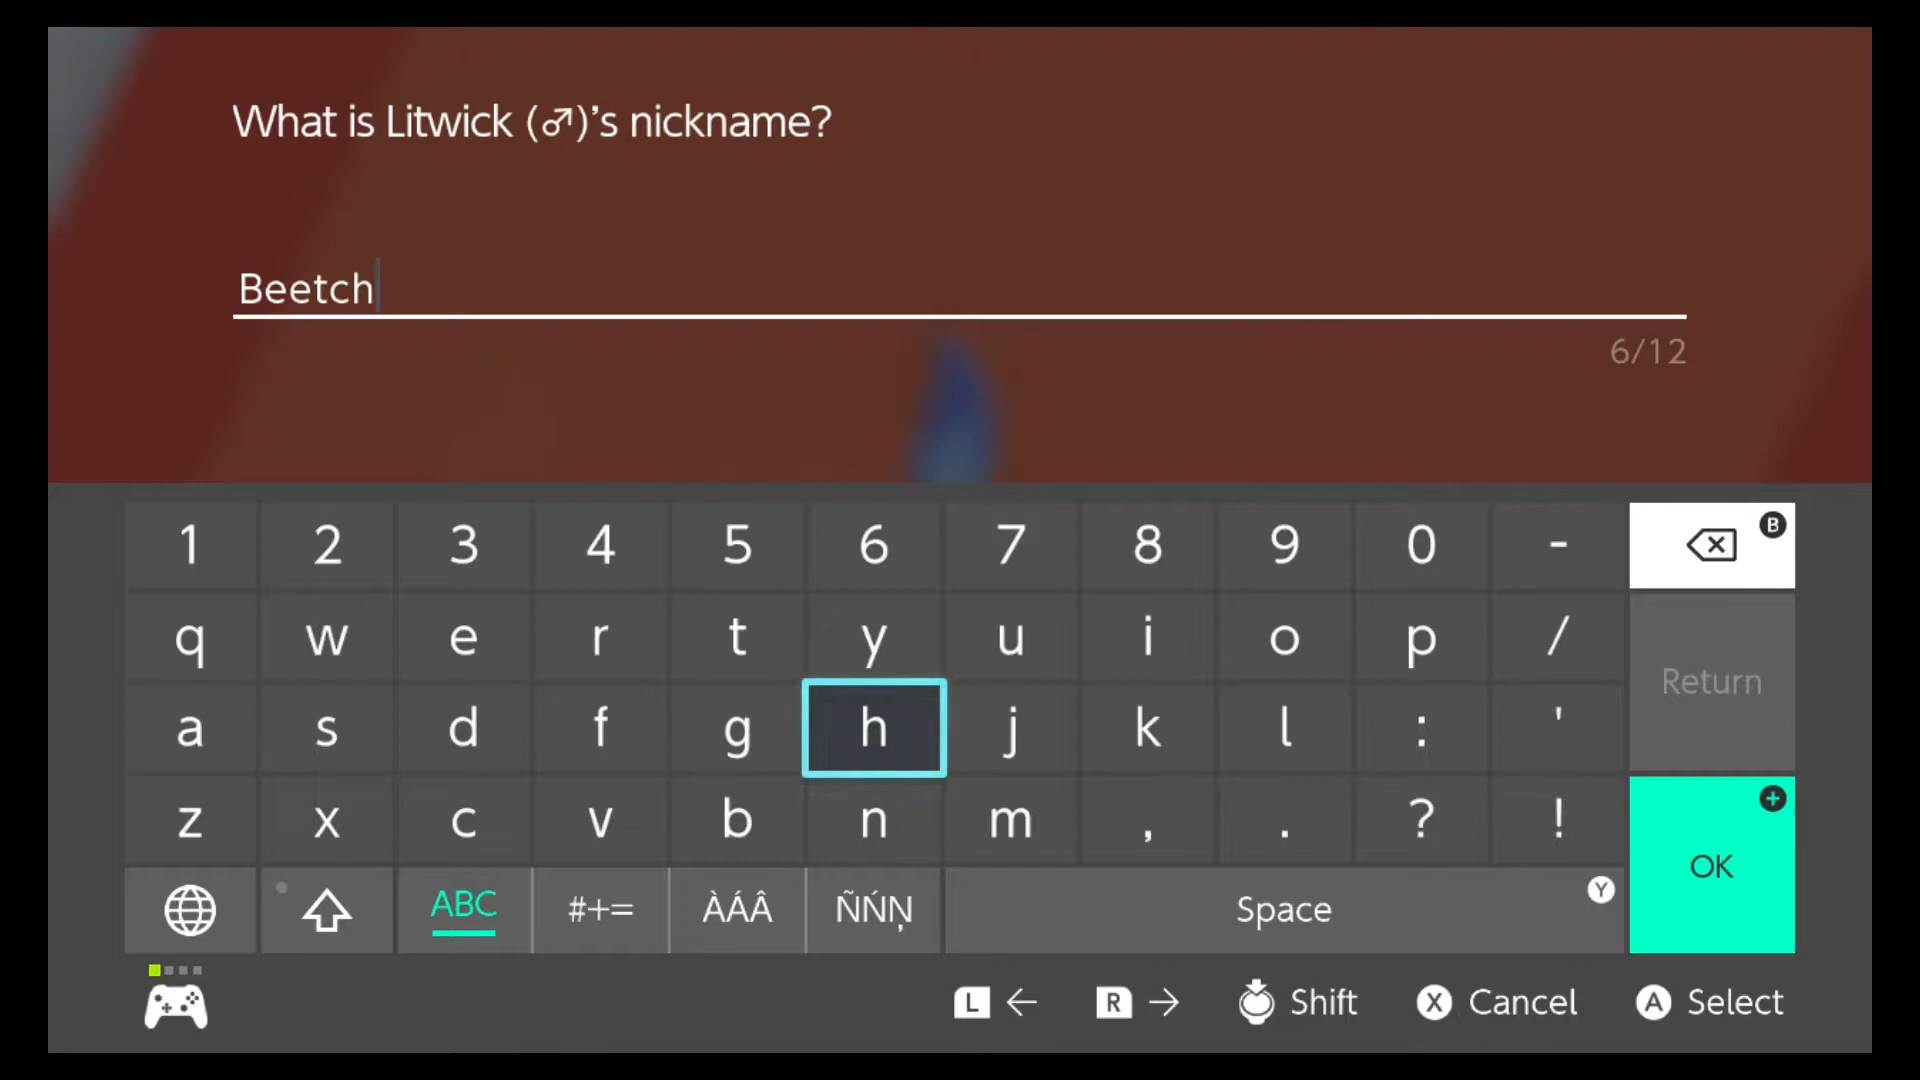 What is Litwick (♂)’s nickname?
Beetch
6/12
1 2 3 4 5 6 7 8 9 0 - B
q w e r t y u i o p /
Return
a s d f g h j k l : '
z x c v b n m , . ? ! +
OK
ABC #+= ÀÁÂ ÑŃŅ Space Y
L ← R → Shift X Cancel A Select